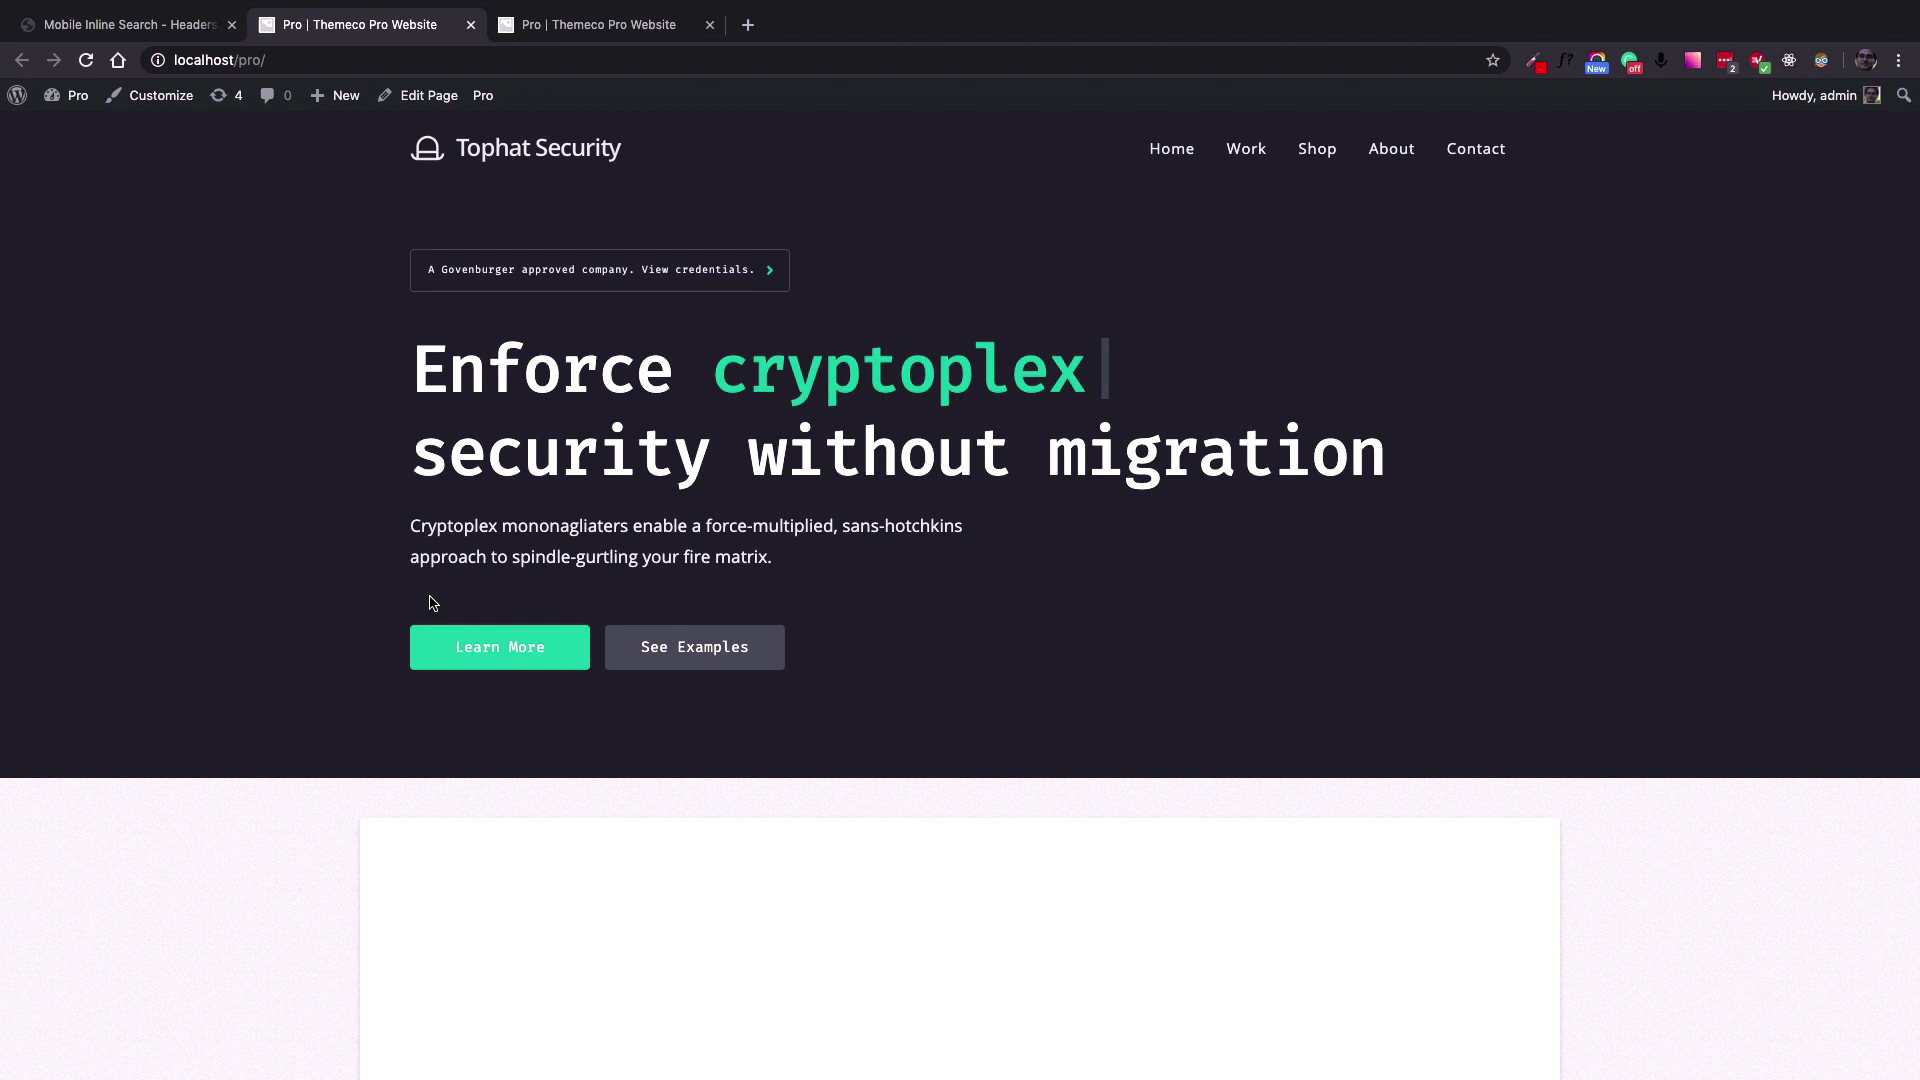 Mobile Inline Search - Headers
Pro | Themeco Pro Website
Pro | Themeco Pro Website
localhost/pro/
f?
New
off
2
Pro
Customize
4
0
New
Edit Page
Pro
Howdy, admin
Tophat Security
Home
Work
Shop
About
Contact
A Govenburger approved company. View credentials.
Enforce cryptoplex
security without migration
Cryptoplex mononagliaters enable a force-multiplied, sans-hotchkins
approach to spindle-gurtling your fire matrix.
Learn More
See Examples